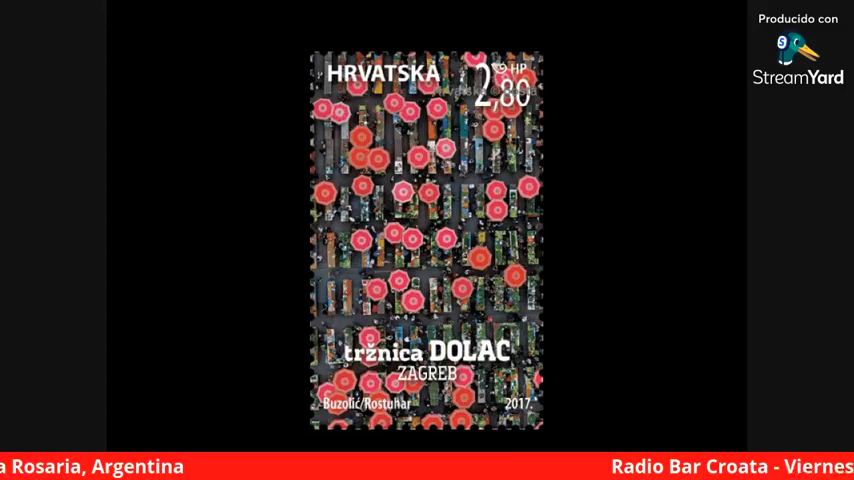 Producido con
StreamYard
HRVATSKA
HP
2,80
tržnica DOLAC
ZAGREB
Buzolić/Rostuhar
2017.
a Rosaria, Argentina
Radio Bar Croata - Viernes